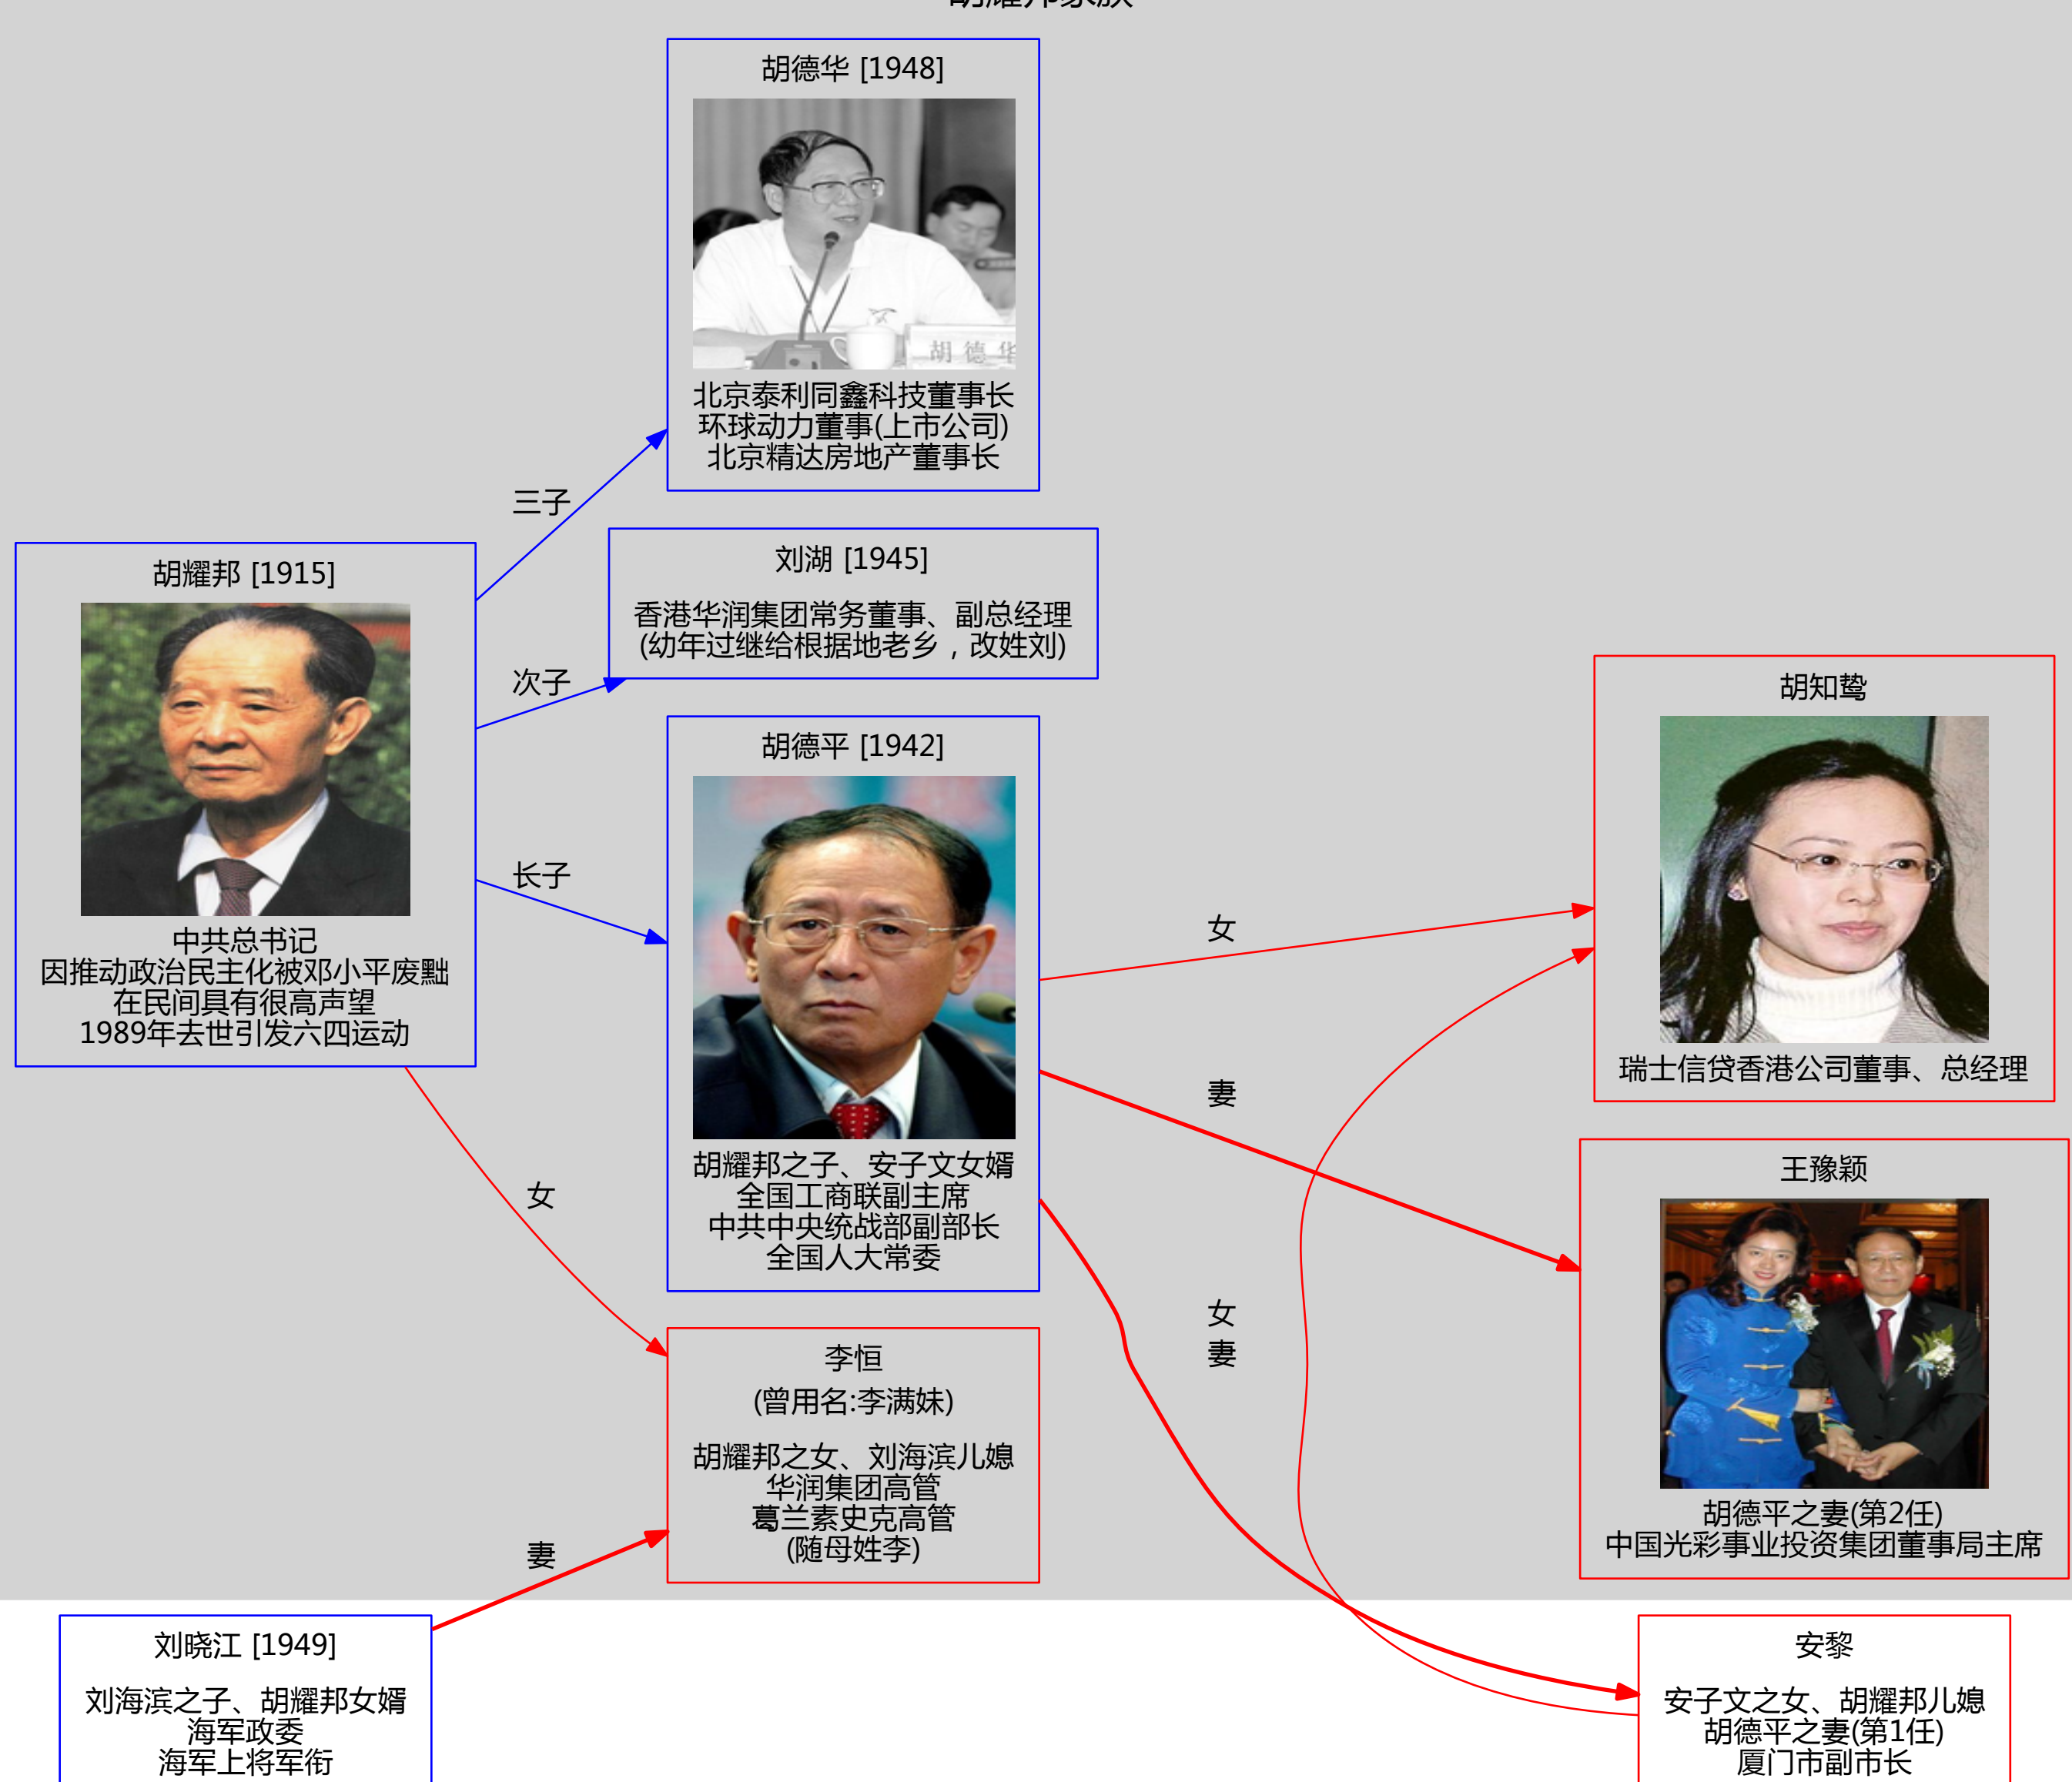 胡耀邦家族
胡德华 [1948]
胡 德 华
北京泰利同鑫科技董事长
环球动力董事(上市公司)
北京精达房地产董事长
三子
刘湖 [1945]
香港华润集团常务董事、副总经理
(幼年过继给根据地老乡，改姓刘)
胡耀邦 [1915]
中共总书记
因推动政治民主化被邓小平废黜
在民间具有很高声望
1989年去世引发六四运动
次子
长子
胡德平 [1942]
胡耀邦之子、安子文女婿
全国工商联副主席
中共中央统战部副部长
全国人大常委
胡知鸷
瑞士信贷香港公司董事、总经理
女
妻
王豫颖
胡德平之妻(第2任)
中国光彩事业投资集团董事局主席
女
女
妻
李恒
(曾用名:李满妹)
胡耀邦之女、刘海滨儿媳
华润集团高管
葛兰素史克高管
(随母姓李)
妻
刘晓江 [1949]
刘海滨之子、胡耀邦女婿
海军政委
海军上将军衔
安黎
安子文之女、胡耀邦儿媳
胡德平之妻(第1任)
厦门市副市长